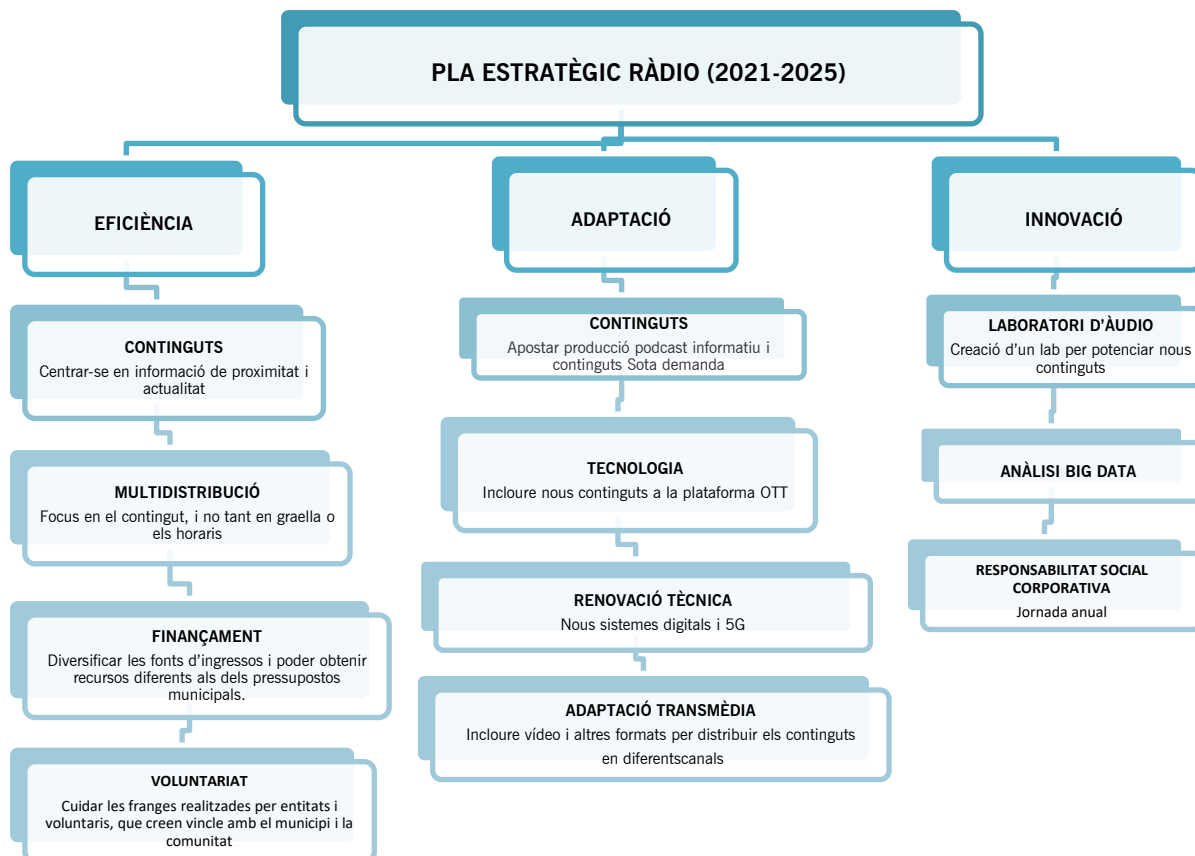 PLA ESTRATÈGIC RÀDIO (2021-2025)
EFICIÈNCIA
CONTINGUTS
Centrar-se en informació de proximitat i
actualitat
MULTIDISTRIBUCIÓ
Focus en el contingut, i no tant en graella o
els horaris
FINANÇAMENT
Diversificar les fonts d'ingressos i poder obtenir
recursos diferents als dels pressupostos
municipals.
VOLUNTARIAT
Cuidar les franges realitzades per entitats i
voluntaris, que creen vincle amb el municipi i la
comunitat
ADAPTACIÓ
CONTINGUTS
Apostar producció podcast informatiu i
continguts Sota demanda
TECNOLOGIA
Incloure nous continguts a la plataforma OTT
RENOVACIÓ TÈCNICA
Nous sistemes digitals i 5G
ADAPTACIÓ TRANSMÈDIA
Incloure vídeo i altres formats per distribuir els continguts
en diferentscanals
INNOVACIÓ
LABORATORI D'ÀUDIO
Creació d'un lab per potenciar nous
continguts
ANÀLISI BIG DATA
RESPONSABILITAT SOCIAL
CORPORATIVA
Jornada anual